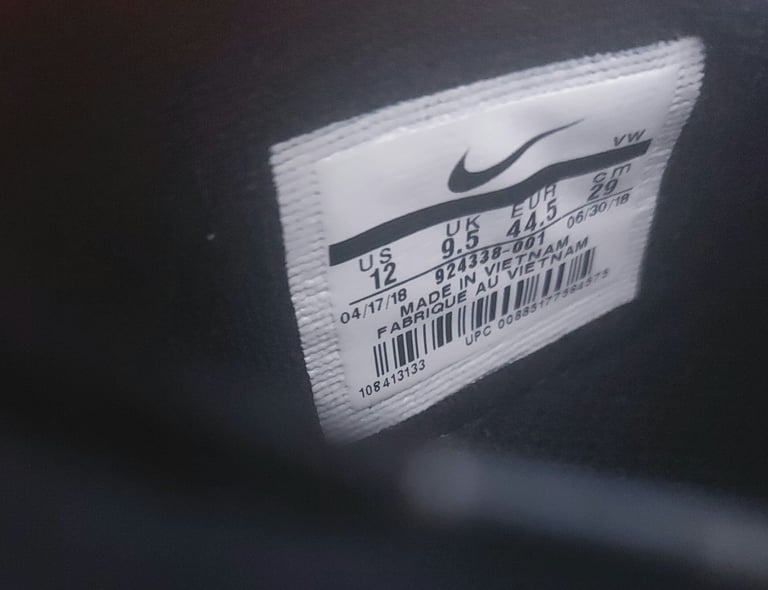 VW
US UK EUR cm
12 9.5 44.5 29
04/17/18 924338-001 06/30/18
MADE IN VIETNAM
FABRIQUE AU VIETNAM
108413133
UPC